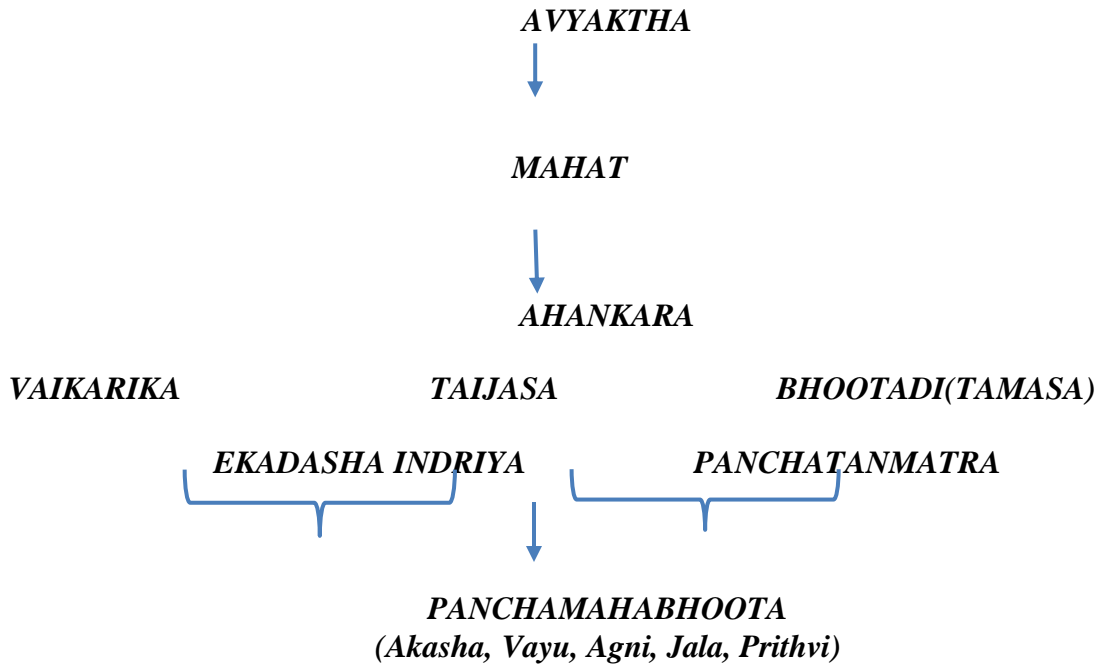 AVYAKTHA
MAHAT
AHANKARA
VAIKARIKA TAIJASA BHOOTADI(TAMASA)
EKADASHA INDRIYA PANCHATANMATRA
PANCHAMAHABHOOTA
(Akasha, Vayu, Agni, Jala, Prithvi)